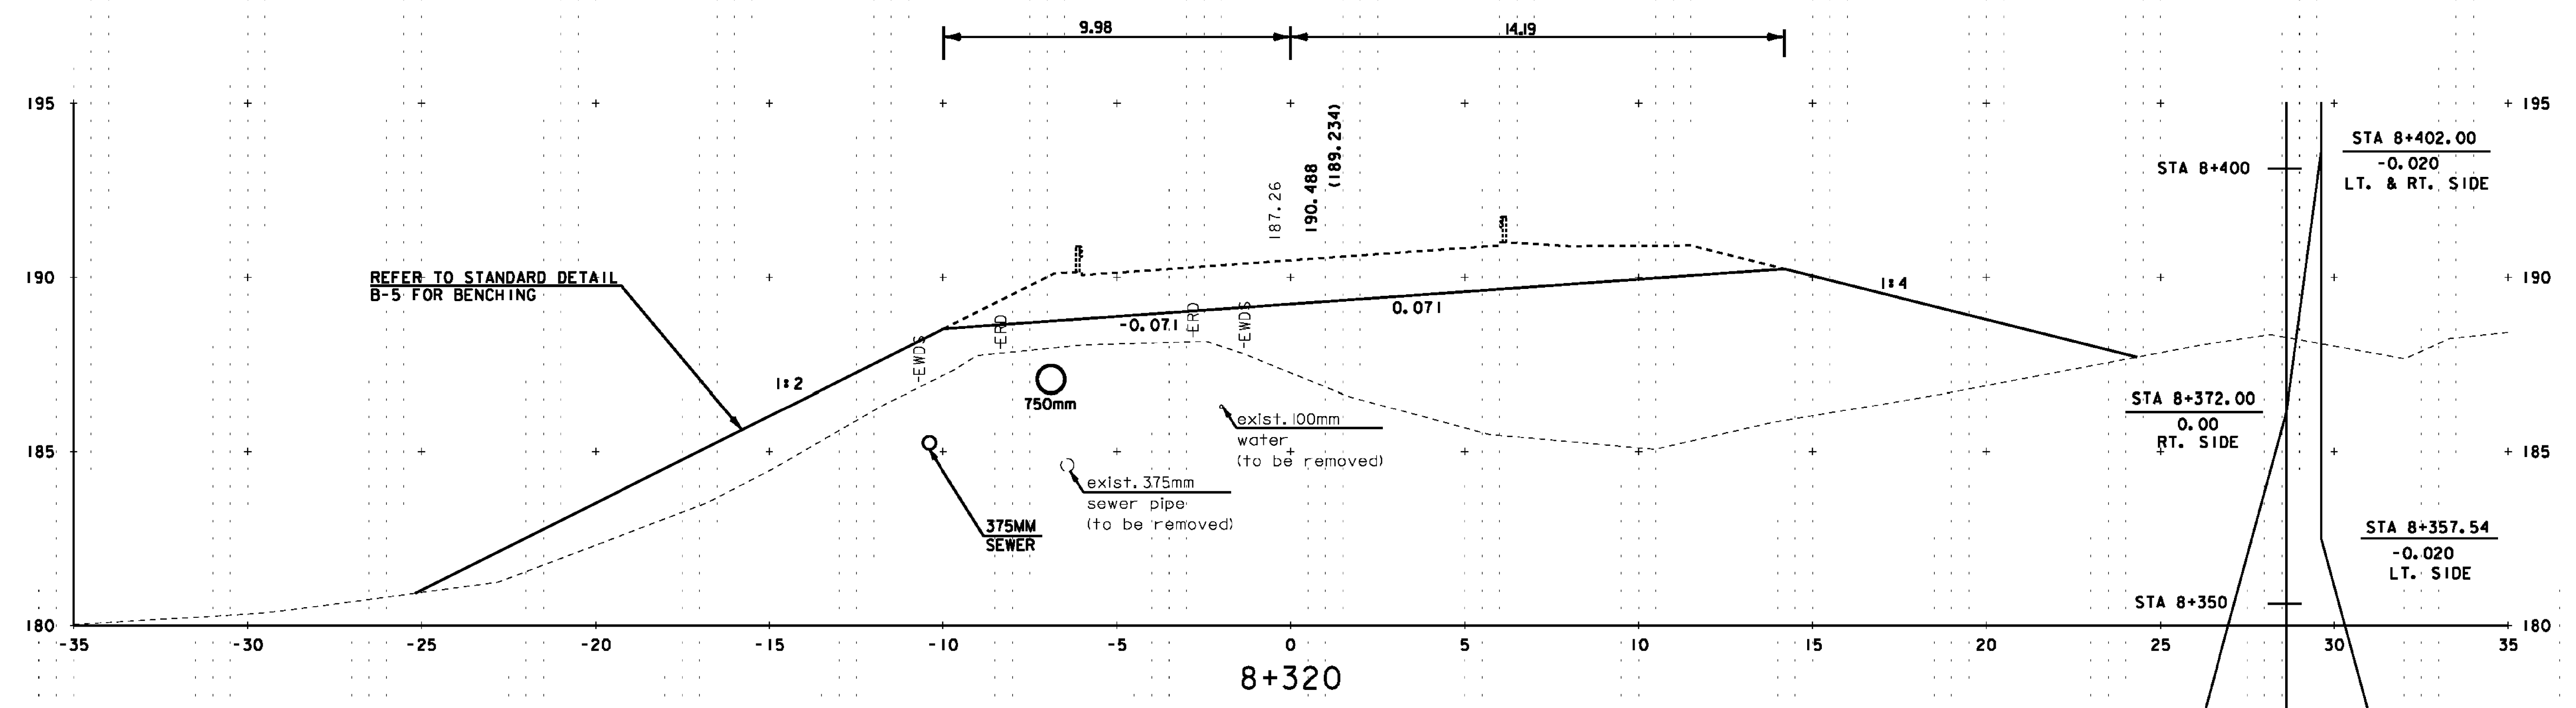 9.98
14.19
195
195
187.26
190.488
(189.234)
STA 8+400
STA 8+402.00
-0.020
LT. & RT. SIDE
190
190
REFER TO STANDARD DETAIL
B-5 FOR BENCHING
1:2
-EWDS
-ERD
-0.071
-ERD
-EWDS
0.071
1:4
750mm
exist. 100mm
water
(to be removed)
STA 8+372.00
0.00
RT. SIDE
185
185
exist. 375mm
sewer pipe
(to be removed)
375MM
SEWER
STA 8+357.54
-0.020
LT. SIDE
STA 8+350
180
180
-35
-30
-25
-20
-15
-10
-5
0
5
10
15
20
25
30
35
8+320